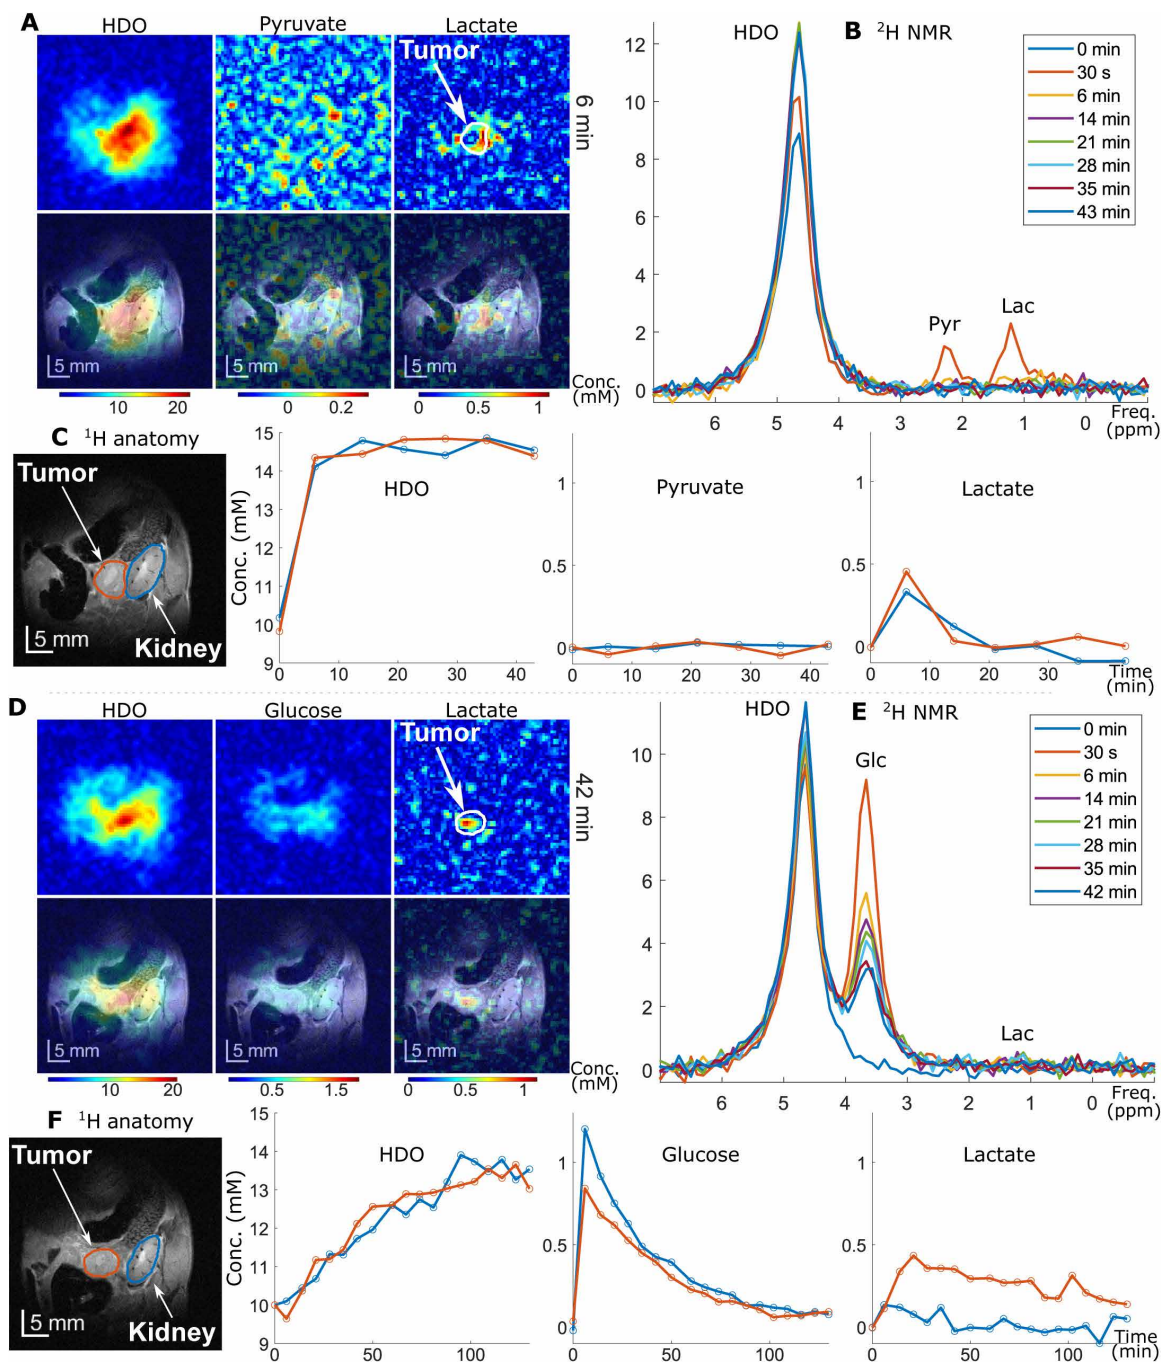 A HDO Pyruvate Lactate
Tumor
6 min
5 mm 5 mm 5 mm
10 20 0 0.2 0 0.5 1
Conc. (mM)
B ²H NMR
HDO
Pyr
Lac
0 min
30 s
6 min
14 min
21 min
28 min
35 min
43 min
12
10
8
6
4
2
0
6 5 4 3 2 1 0
Freq. (ppm)
C ¹H anatomy
Tumor
Kidney
5 mm
HDO
Conc. (mM)
15
14
13
12
11
10
9
0 10 20 30 40
Pyruvate
1
0.5
0
0 10 20 30 40
Lactate
1
0.5
0
0 10 20 30
Time (min)
D HDO Glucose Lactate
Tumor
42 min
5 mm 5 mm 5 mm
10 20 0.5 1.5 0 0.5 1
Conc. (mM)
E ²H NMR
HDO
Glc
Lac
0 min
30 s
6 min
14 min
21 min
28 min
35 min
42 min
10
8
6
4
2
0
6 5 4 3 2 1 0
Freq. (ppm)
F ¹H anatomy
Tumor
Kidney
5 mm
HDO
Conc. (mM)
15
14
13
12
11
10
9
0 50 100
Glucose
1
0.5
0
0 50 100
Lactate
1
0.5
0
0 50 100
Time (min)